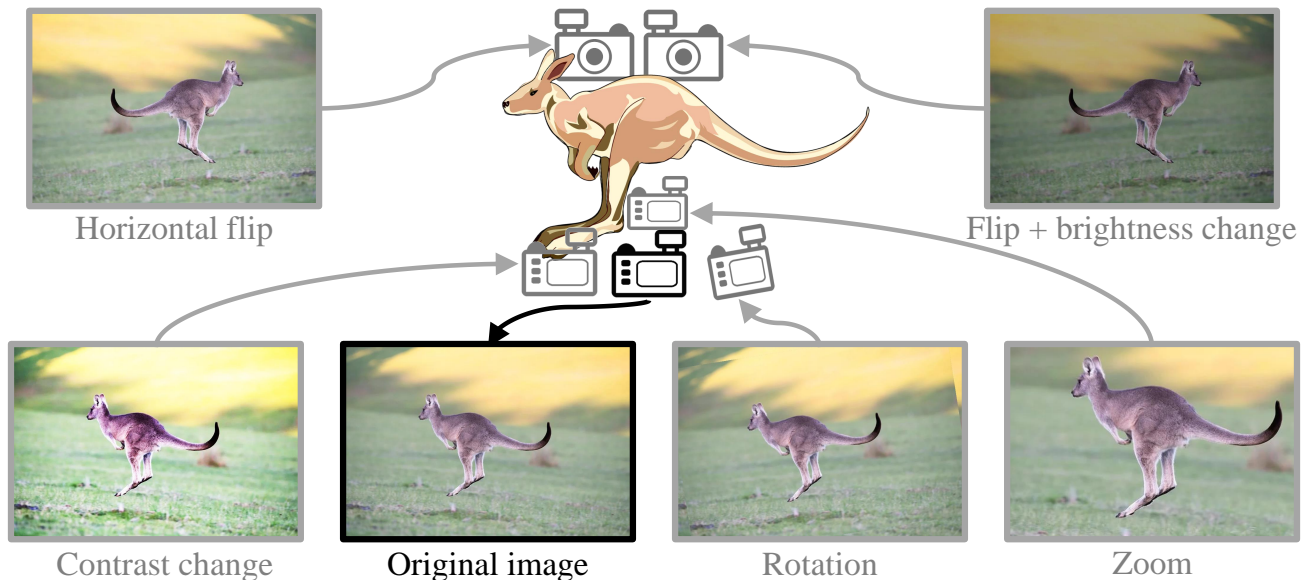 Horizontal flip
Flip + brightness change
Contrast change
Original image
Rotation
Zoom